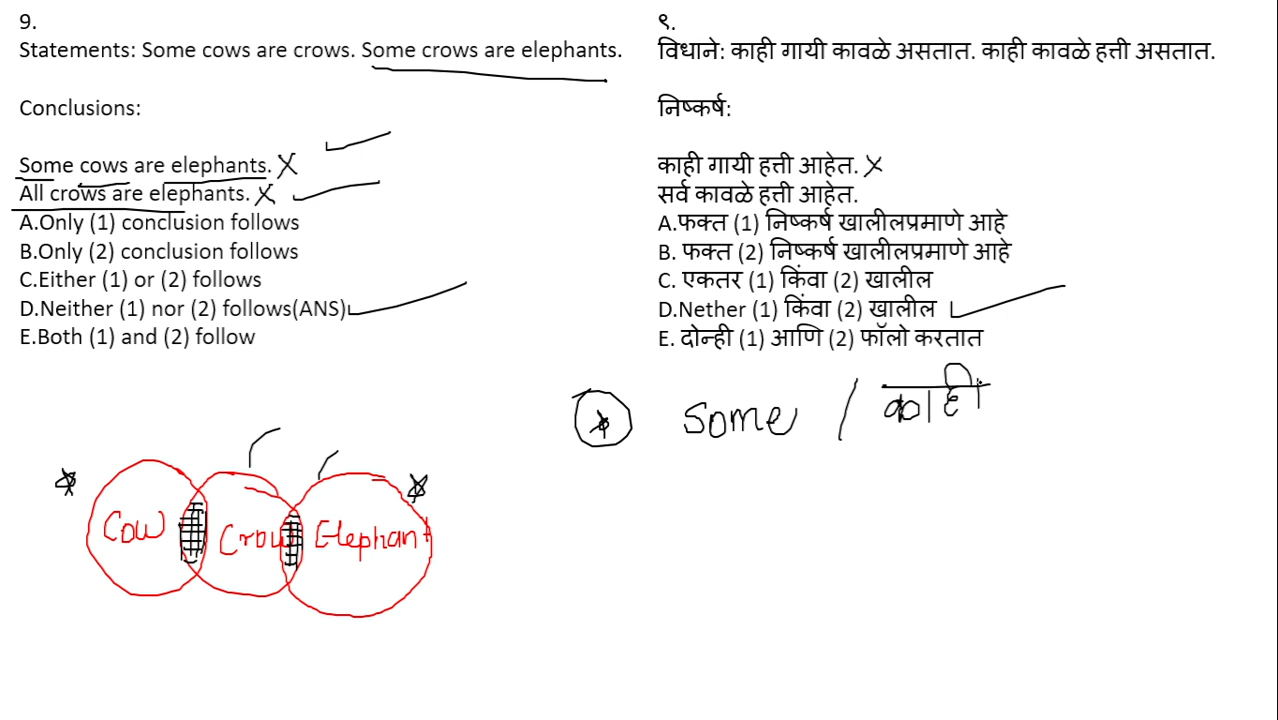 9.
Statements: Some cows are crows. Some crows are elephants.
Conclusions:
Some cows are elephants. X
All crows are elephants. X
A.Only (1) conclusion follows
B.Only (2) conclusion follows
C.Either (1) or (2) follows
D.Neither (1) nor (2) follows(ANS)
E.Both (1) and (2) follow
९.
विधाने: काही गायी कावळे असतात. काही कावळे हत्ती असतात.
निष्कर्ष:
काही गायी हत्ती आहेत. X
सर्व कावळे हत्ती आहेत.
A.फक्त (1) निष्कर्ष खालीलप्रमाणे आहे
B. फक्त (2) निष्कर्ष खालीलप्रमाणे आहे
C. एकतर (1) किंवा (2) खालील
D.Nether (1) किंवा (2) खालील
E. दोन्ही (1) आणि (2) फॉलो करतात
Some / काही
Cow Crow Elephant